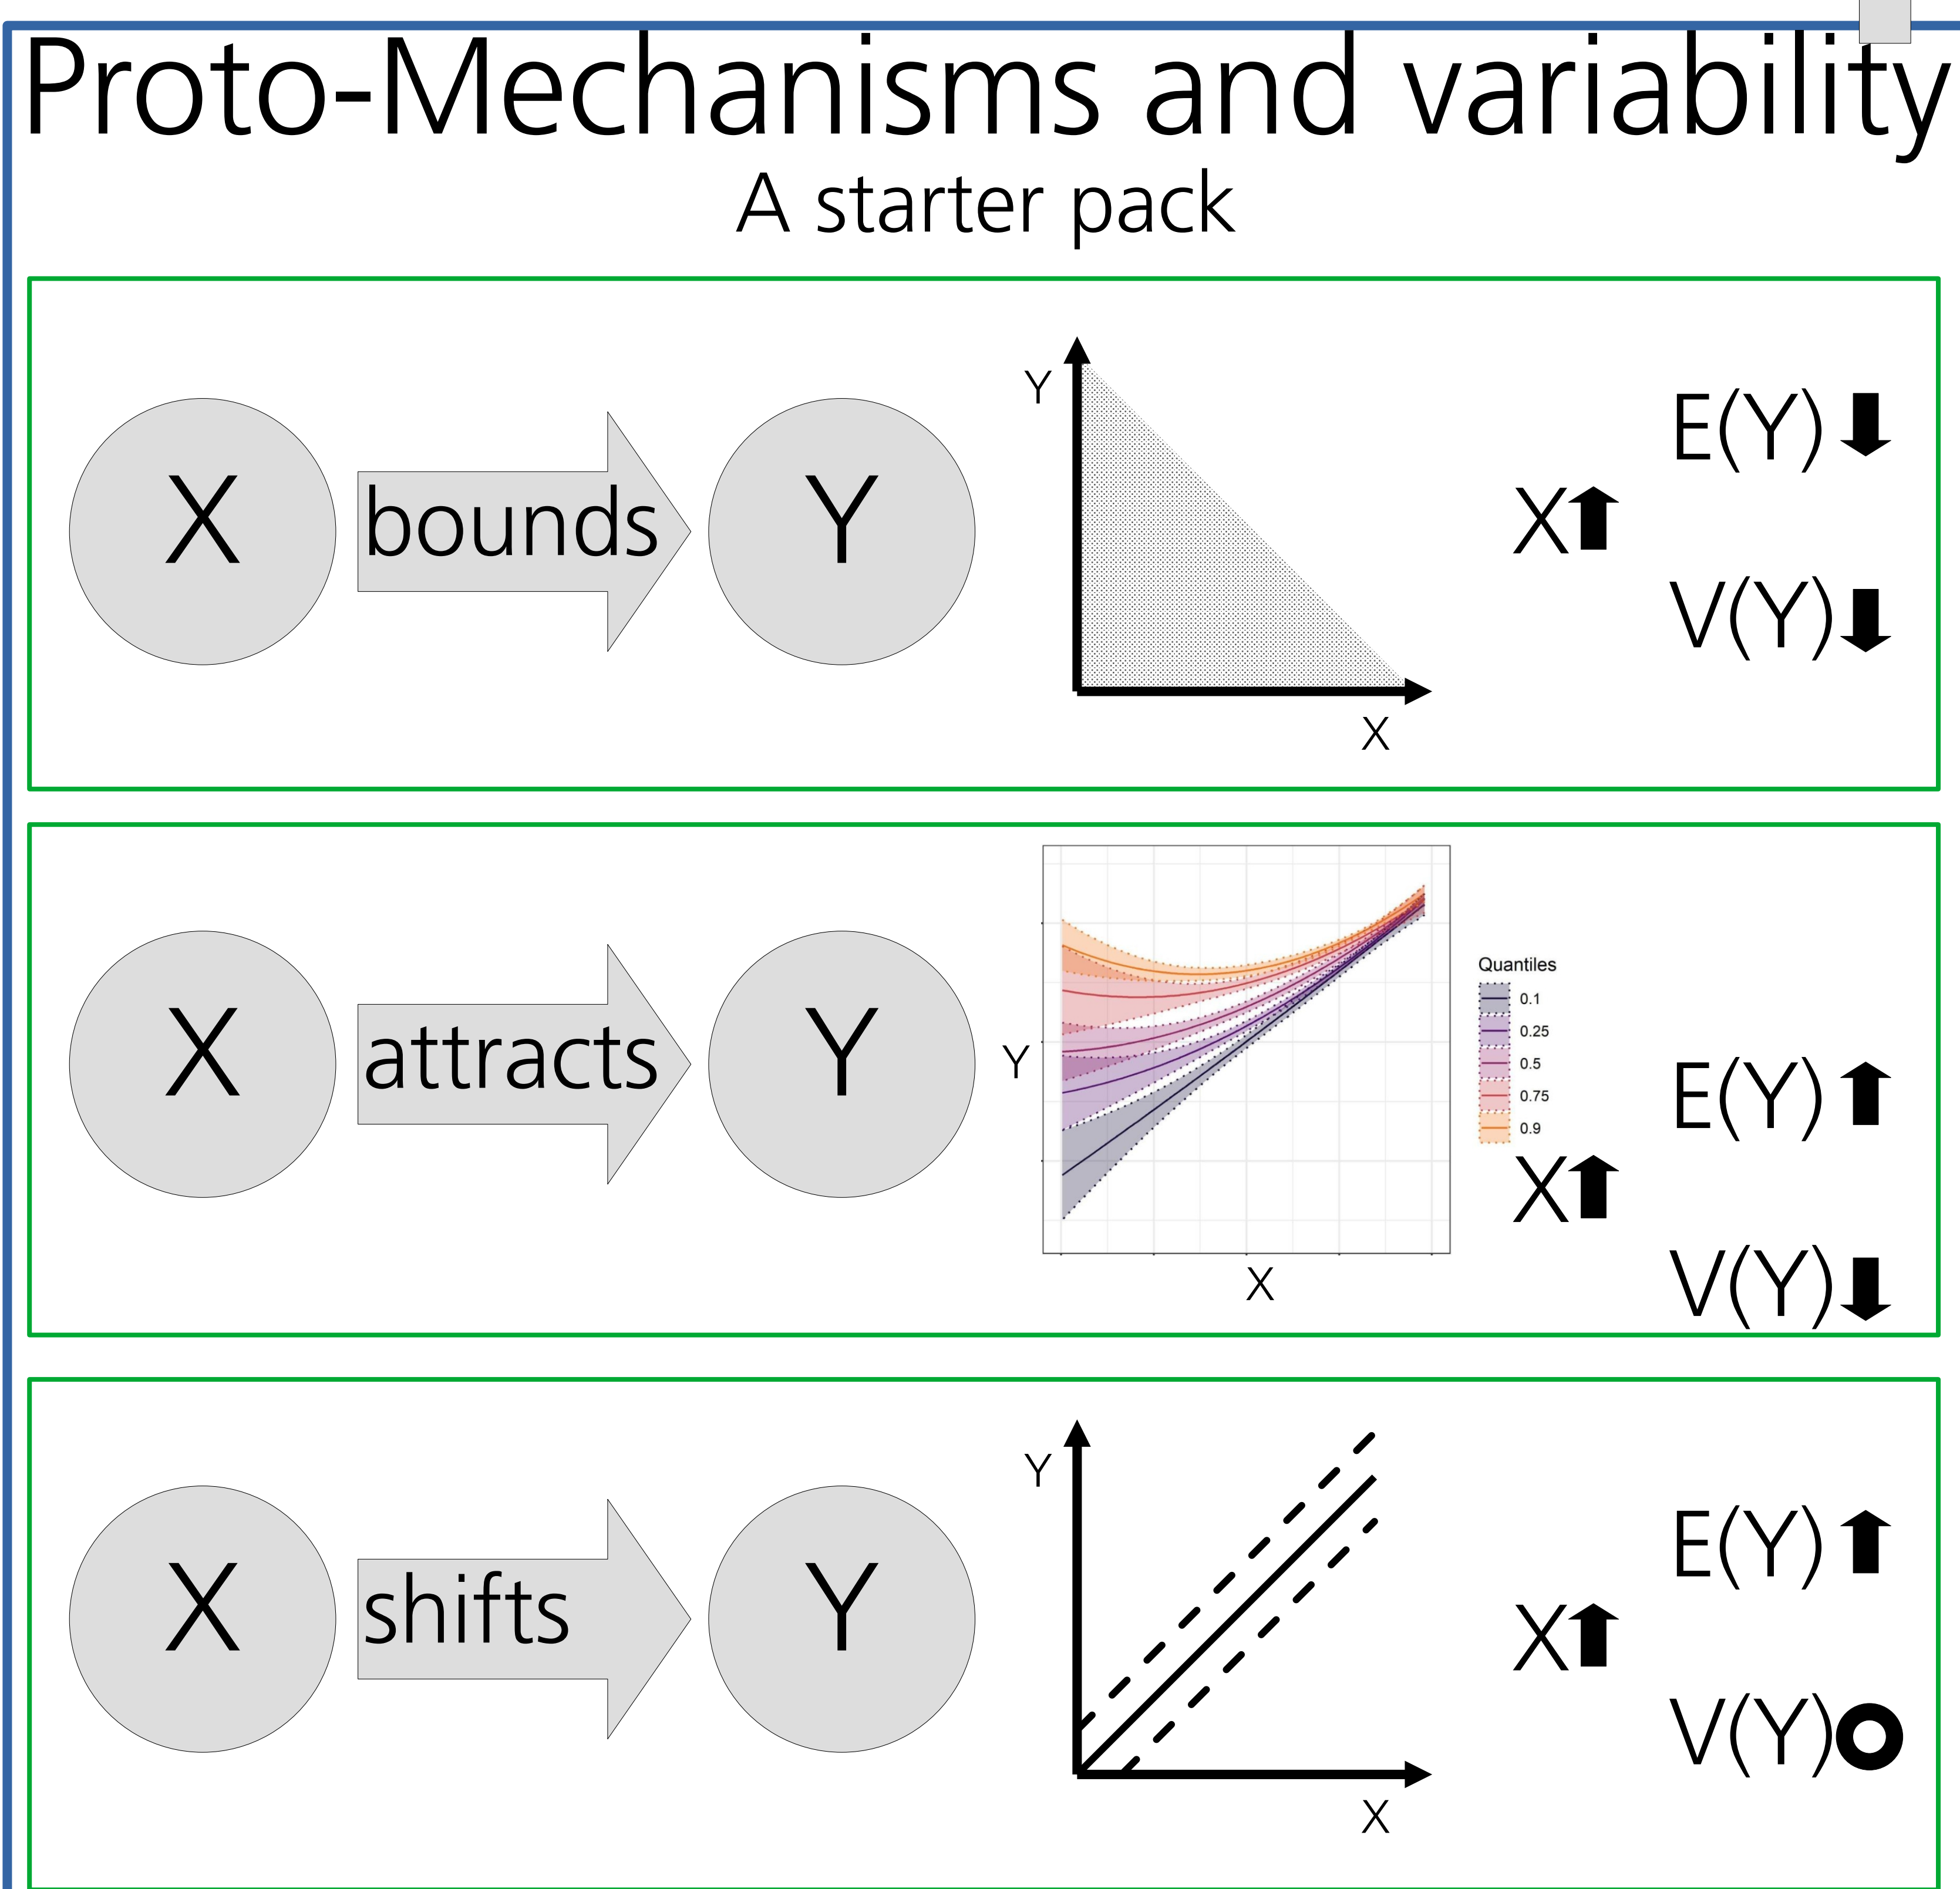 Proto-Mechanisms and variability
A starter pack
X bounds Y
Y
X
E(Y)
X
V(Y)
X attracts Y
Y
X
Quantiles
0.1
0.25
0.5
0.75
0.9
E(Y)
X
V(Y)
X shifts Y
Y
X
E(Y)
X
V(Y)